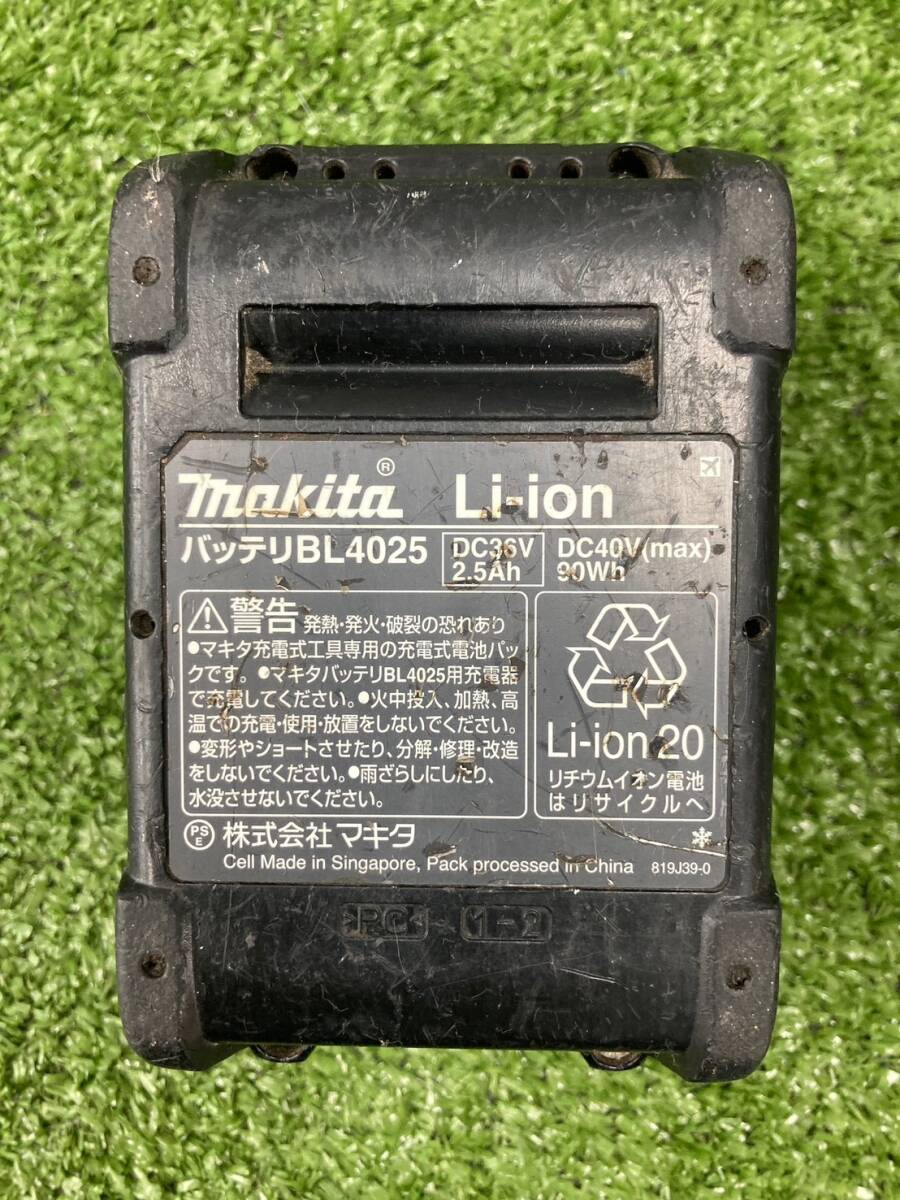 makita® Li-ion
バッテリBL4025 DC36V 2.5Ah DC40V(max) 90Wh
警告 発熱・発火・破裂の恐れあり
●マキタ充電式工具専用の充電式電池パッ
クです。●マキタバッテリBL4025用充電器
で充電してください。●火中投入、加熱、高
温での充電・使用・放置をしないでください。
●変形やショートさせたり、分解・修理・改造
をしないでください。●雨ざらしにしたり、
水没させないでください。
Li-ion 20
リチウムイオン電池
はリサイクルへ
PSE 株式会社マキタ
Cell Made in Singapore, Pack processed in China 819J39-0
>PC< 1-2